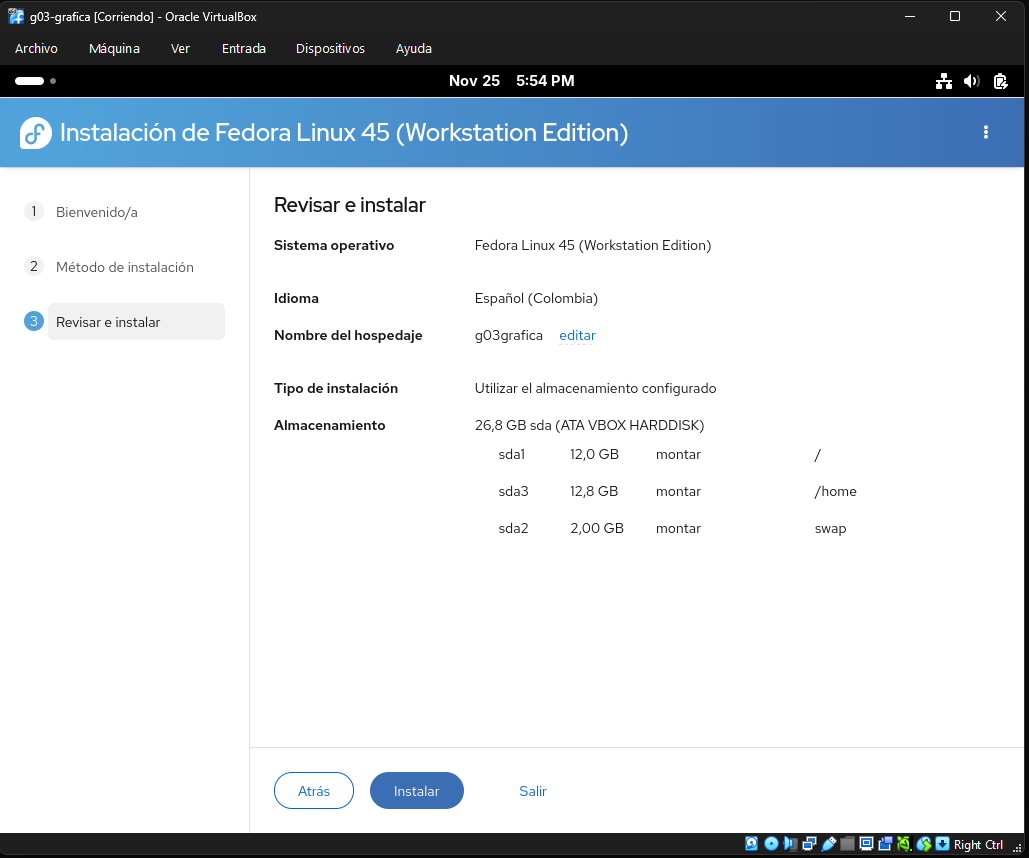 g03-grafica [Corriendo] - Oracle VirtualBox
Archivo Máquina Ver Entrada Dispositivos Ayuda
Nov 25 5:54 PM
Instalación de Fedora Linux 45 (Workstation Edition)
1 Bienvenido/a
2 Método de instalación
3 Revisar e instalar
Revisar e instalar
Sistema operativo Fedora Linux 45 (Workstation Edition)
Idioma Español (Colombia)
Nombre del hospedaje g03grafica editar
Tipo de instalación Utilizar el almacenamiento configurado
Almacenamiento 26,8 GB sda (ATA VBOX HARDDISK)
sda1 12,0 GB montar /
sda3 12,8 GB montar /home
sda2 2,00 GB montar swap
Atrás Instalar Salir
Right Ctrl